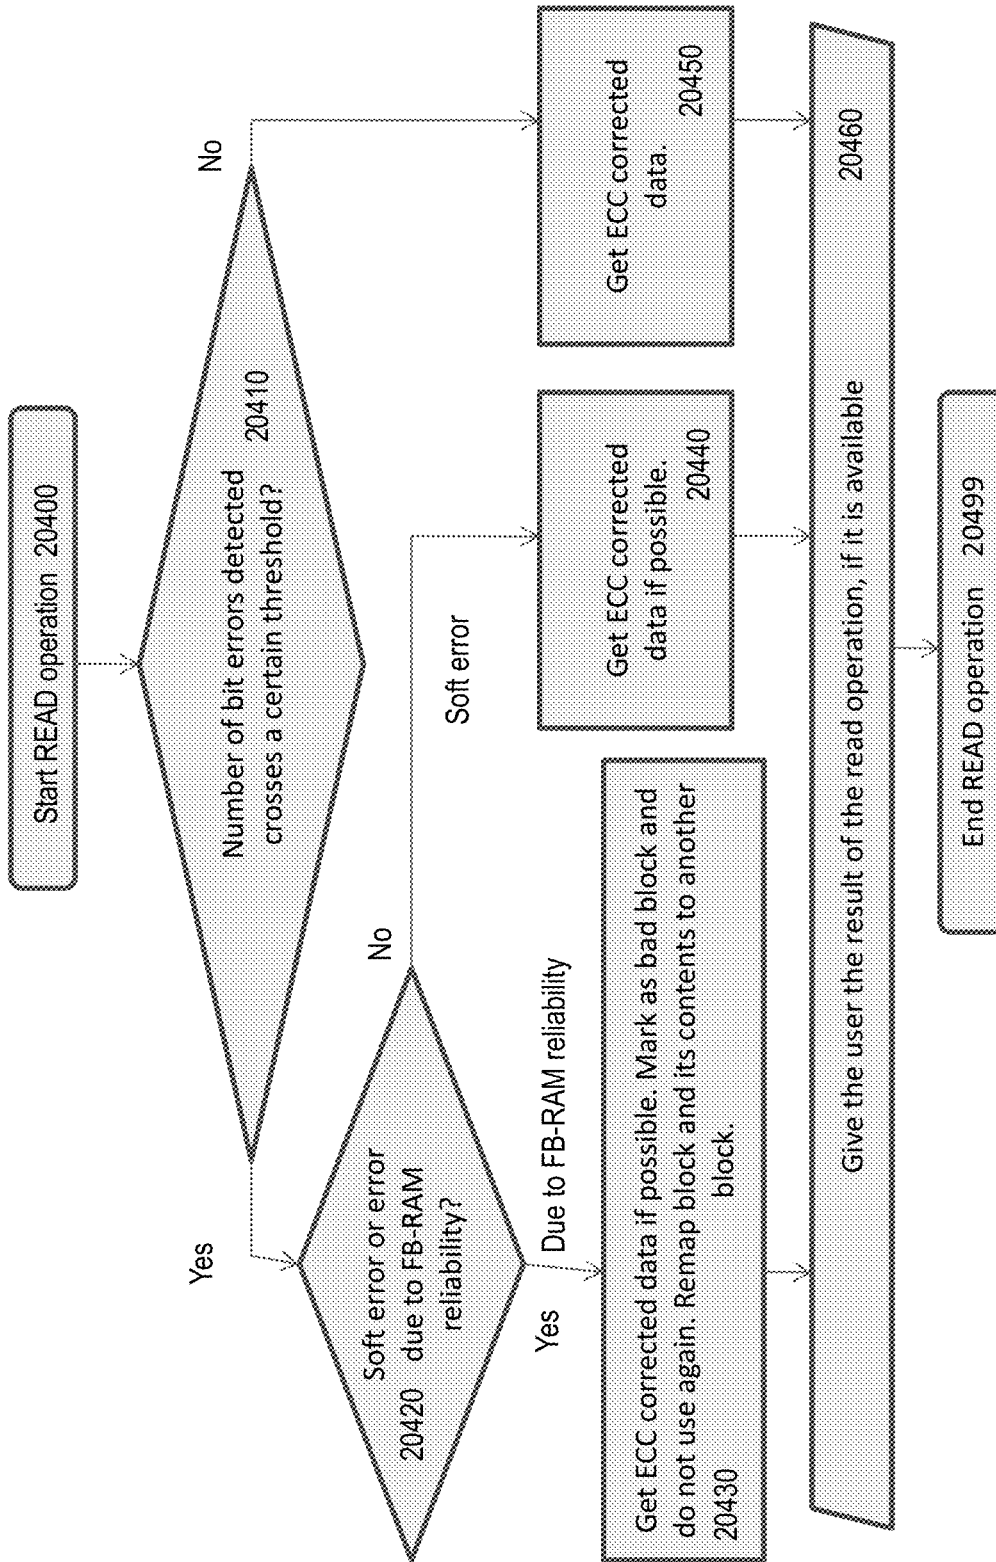 Start READ operation 20400
Number of bit errors detected
crosses a certain threshold?
20410
Yes
No
Soft error or error
20420 due to FB-RAM
reliability?
No
Soft error
Yes
Due to FB-RAM reliability
Get ECC corrected data if possible. Mark as bad block and
do not use again. Remap block and its contents to another
block.
20430
Get ECC corrected
data if possible.
20440
Get ECC corrected
data.
20450
Give the user the result of the read operation, if it is available
20460
End READ operation 20499